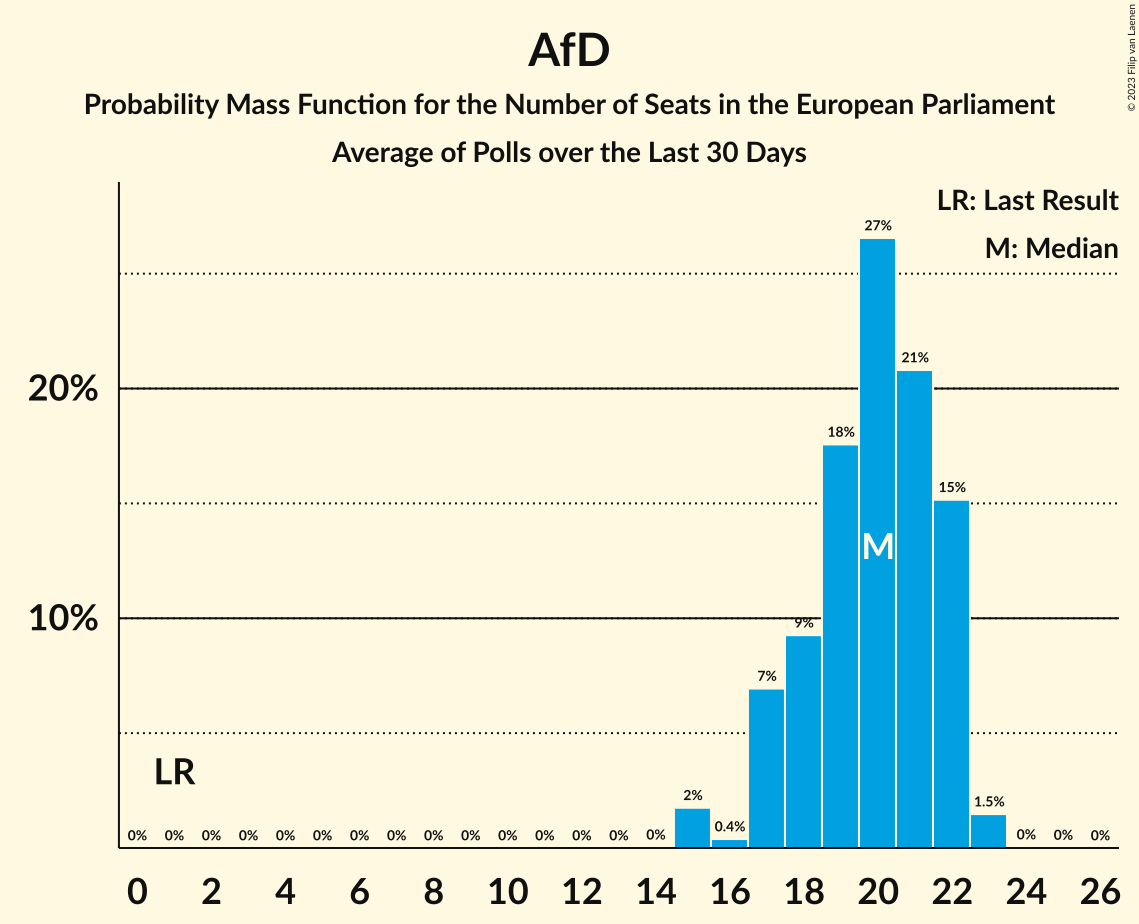 AfD
Probability Mass Function for the Number of Seats in the European Parliament
Average of Polls over the Last 30 Days
© 2023 Filip van Laenen
LR: Last Result
M: Median
27%
21%
20%
18%
15%
M
10%
9%
7%
LR
2%
0.4%
1.5%
0% 0% 0% 0% 0% 0% 0% 0% 0% 0% 0% 0% 0% 0% 0% 0% 0% 0%
0 2 4 6 8 10 12 14 16 18 20 22 24 26